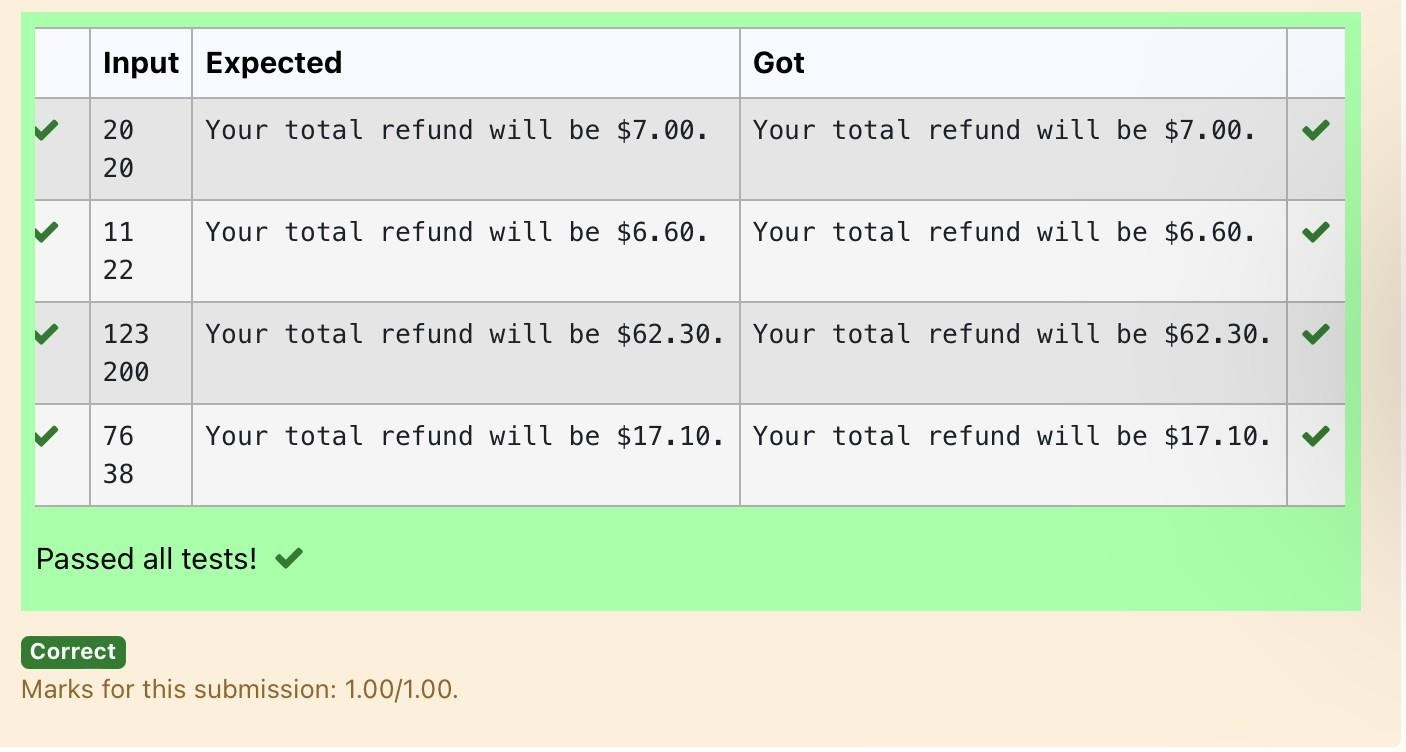 Input Expected Got
20 Your total refund will be $7.00. Your total refund will be $7.00.
20
11 Your total refund will be $6.60. Your total refund will be $6.60.
22
123 Your total refund will be $62.30. Your total refund will be $62.30.
200
76 Your total refund will be $17.10. Your total refund will be $17.10.
38
Passed all tests!
Correct
Marks for this submission: 1.00/1.00.